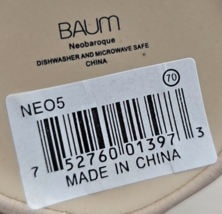 BAUM
Neobaroque
DISHWASHER AND MICROWAVE SAFE
CHINA
70
NEO5
7 52760 01397 3
MADE IN CHINA